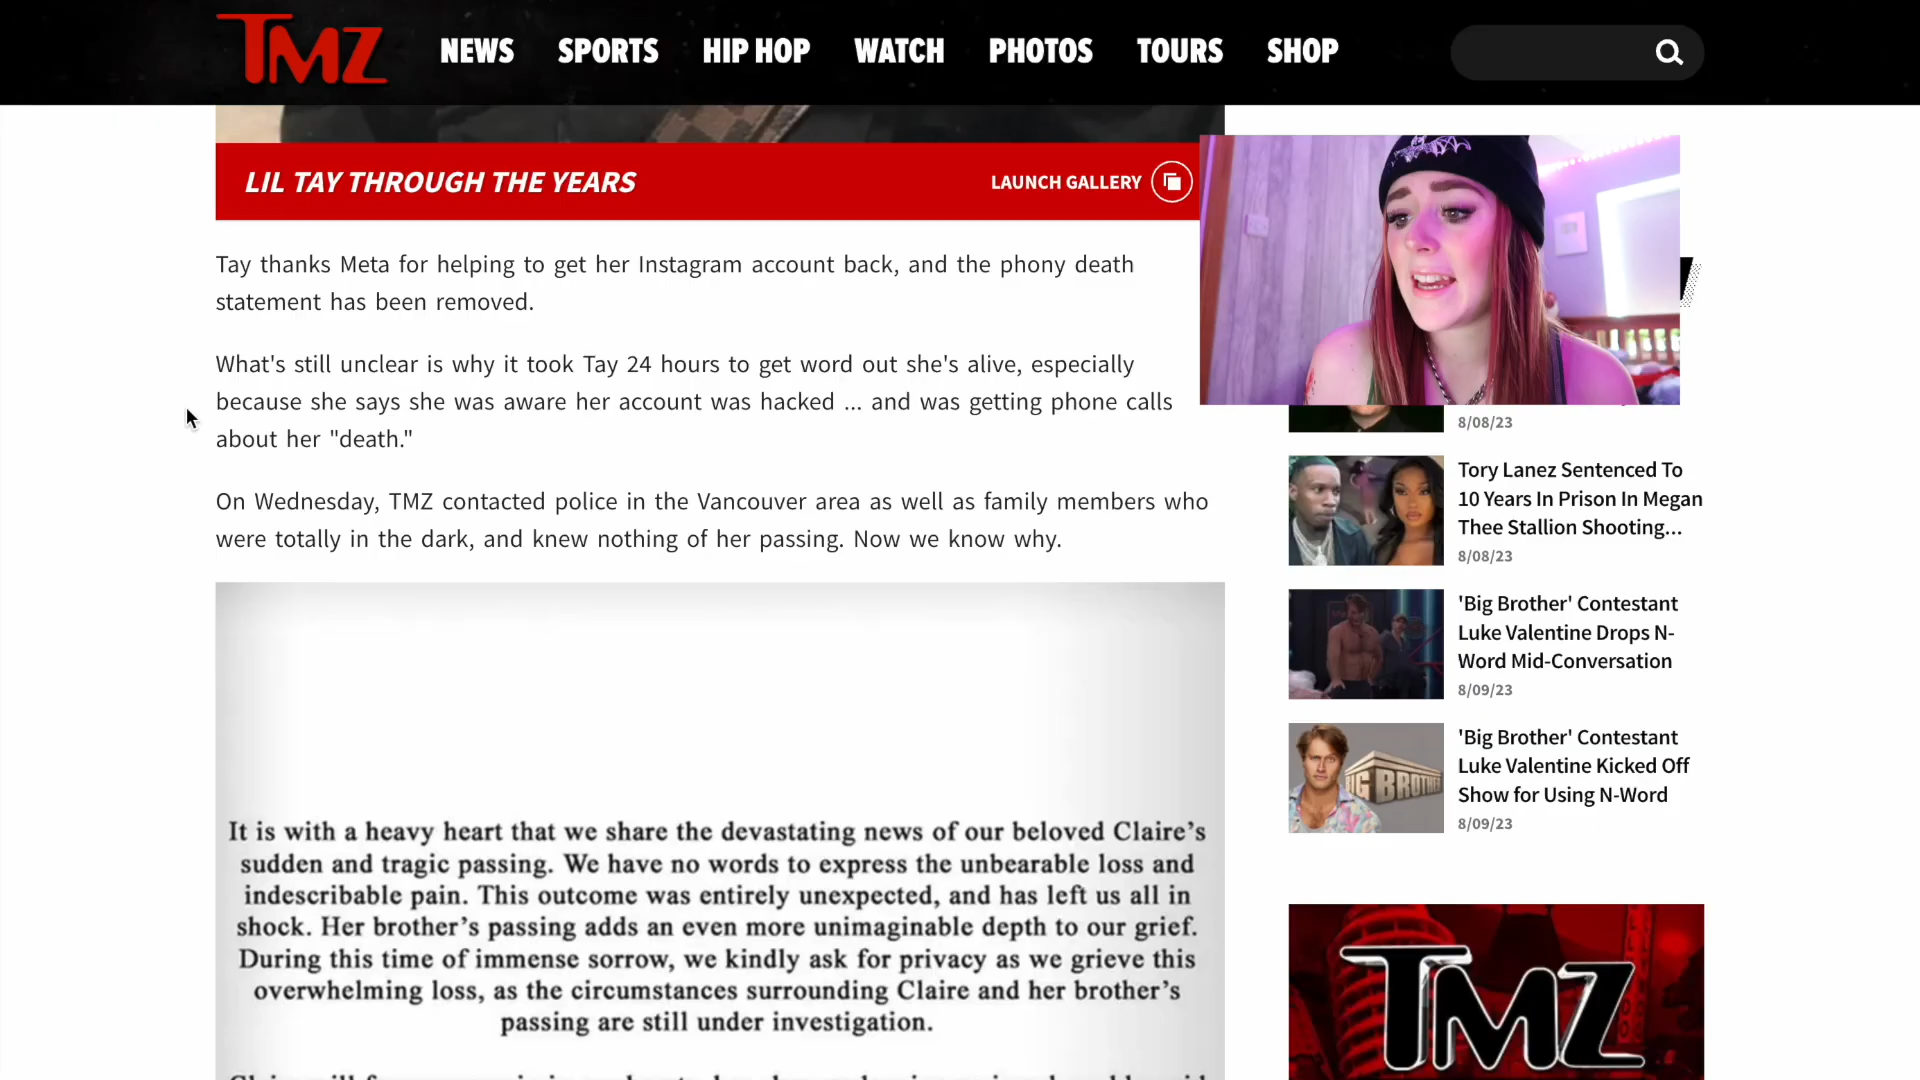 TMZ
NEWS SPORTS HIP HOP WATCH PHOTOS TOURS SHOP
LIL TAY THROUGH THE YEARS
LAUNCH GALLERY
Tay thanks Meta for helping to get her Instagram account back, and the phony death
statement has been removed.
What's still unclear is why it took Tay 24 hours to get word out she's alive, especially
because she says she was aware her account was hacked ... and was getting phone calls
about her "death."
On Wednesday, TMZ contacted police in the Vancouver area as well as family members who
were totally in the dark, and knew nothing of her passing. Now we know why.
It is with a heavy heart that we share the devastating news of our beloved Claire's
sudden and tragic passing. We have no words to express the unbearable loss and
indescribable pain. This outcome was entirely unexpected, and has left us all in
shock. Her brother's passing adds an even more unimaginable depth to our grief.
During this time of immense sorrow, we kindly ask for privacy as we grieve this
overwhelming loss, as the circumstances surrounding Claire and her brother's
passing are still under investigation.
8/08/23
Tory Lanez Sentenced To
10 Years In Prison In Megan
Thee Stallion Shooting...
8/08/23
'Big Brother' Contestant
Luke Valentine Drops N-
Word Mid-Conversation
8/09/23
BIG BROTHER
'Big Brother' Contestant
Luke Valentine Kicked Off
Show for Using N-Word
8/09/23
TMZ